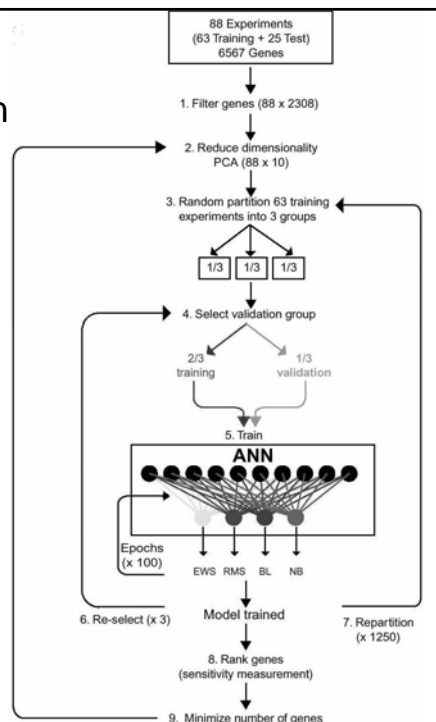 88 Experiments
(63 Training + 25 Test)
6567 Genes
n
1. Filter genes (88 x 2308)
2. Reduce dimensionality
PCA (88 x 10)
3. Random partition 63 training
experiments into 3 groups
1/3 1/3 1/3
4. Select validation group
2/3 1/3
training validation
5. Train
ANN
Epochs
(x 100)
EWS RMS BL NB
6. Re-select (x 3)
Model trained
7. Repartition
(x 1250)
8. Rank genes
(sensitivity measurement)
9. Minimize number of genes